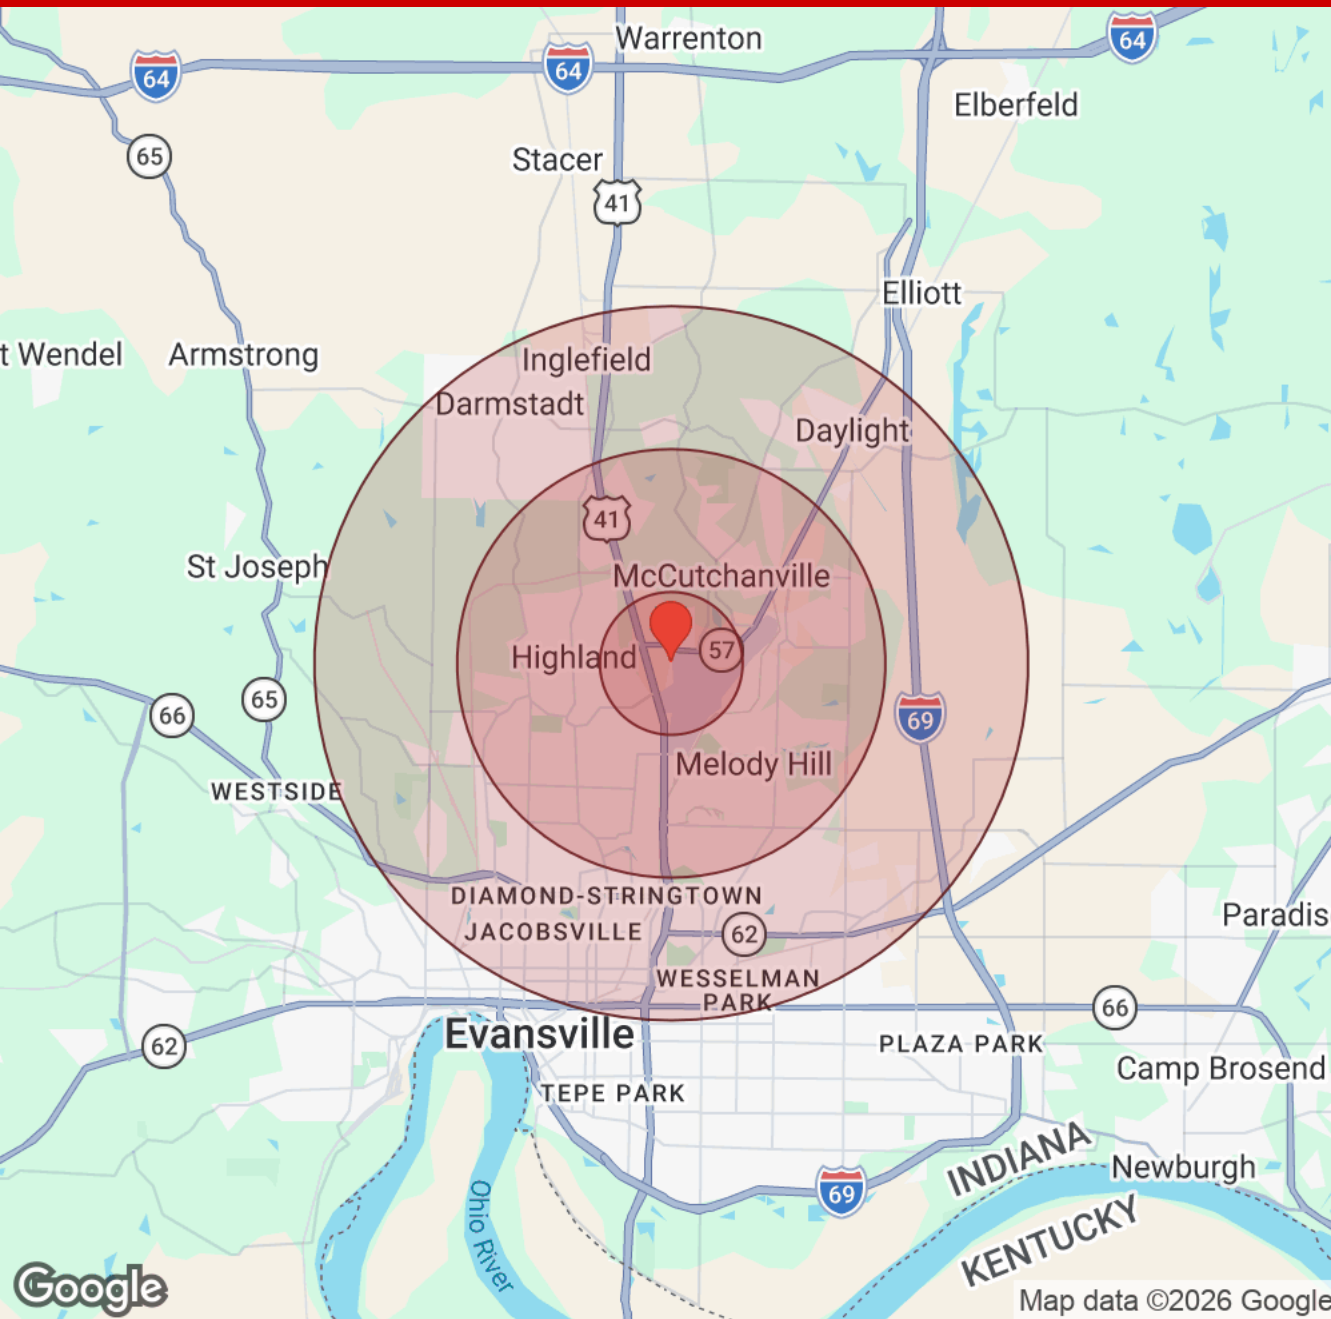 Warrenton
64
64
64
Elberfeld
65
Stacer
41
Elliott
t Wendel
Armstrong
Inglefield
Darmstadt
Daylight
41
St Joseph
McCutchanville
Highland
57
65
66
69
Melody Hill
WESTSIDE
DIAMOND-STRINGTOWN
JACOBSVILLE
62
Paradis
WESSELMAN
PARK
66
Evansville
62
PLAZA PARK
Camp Brosend
TEPE PARK
INDIANA
Newburgh
69
Ohio River
KENTUCKY
Google
Map data ©2026 Google